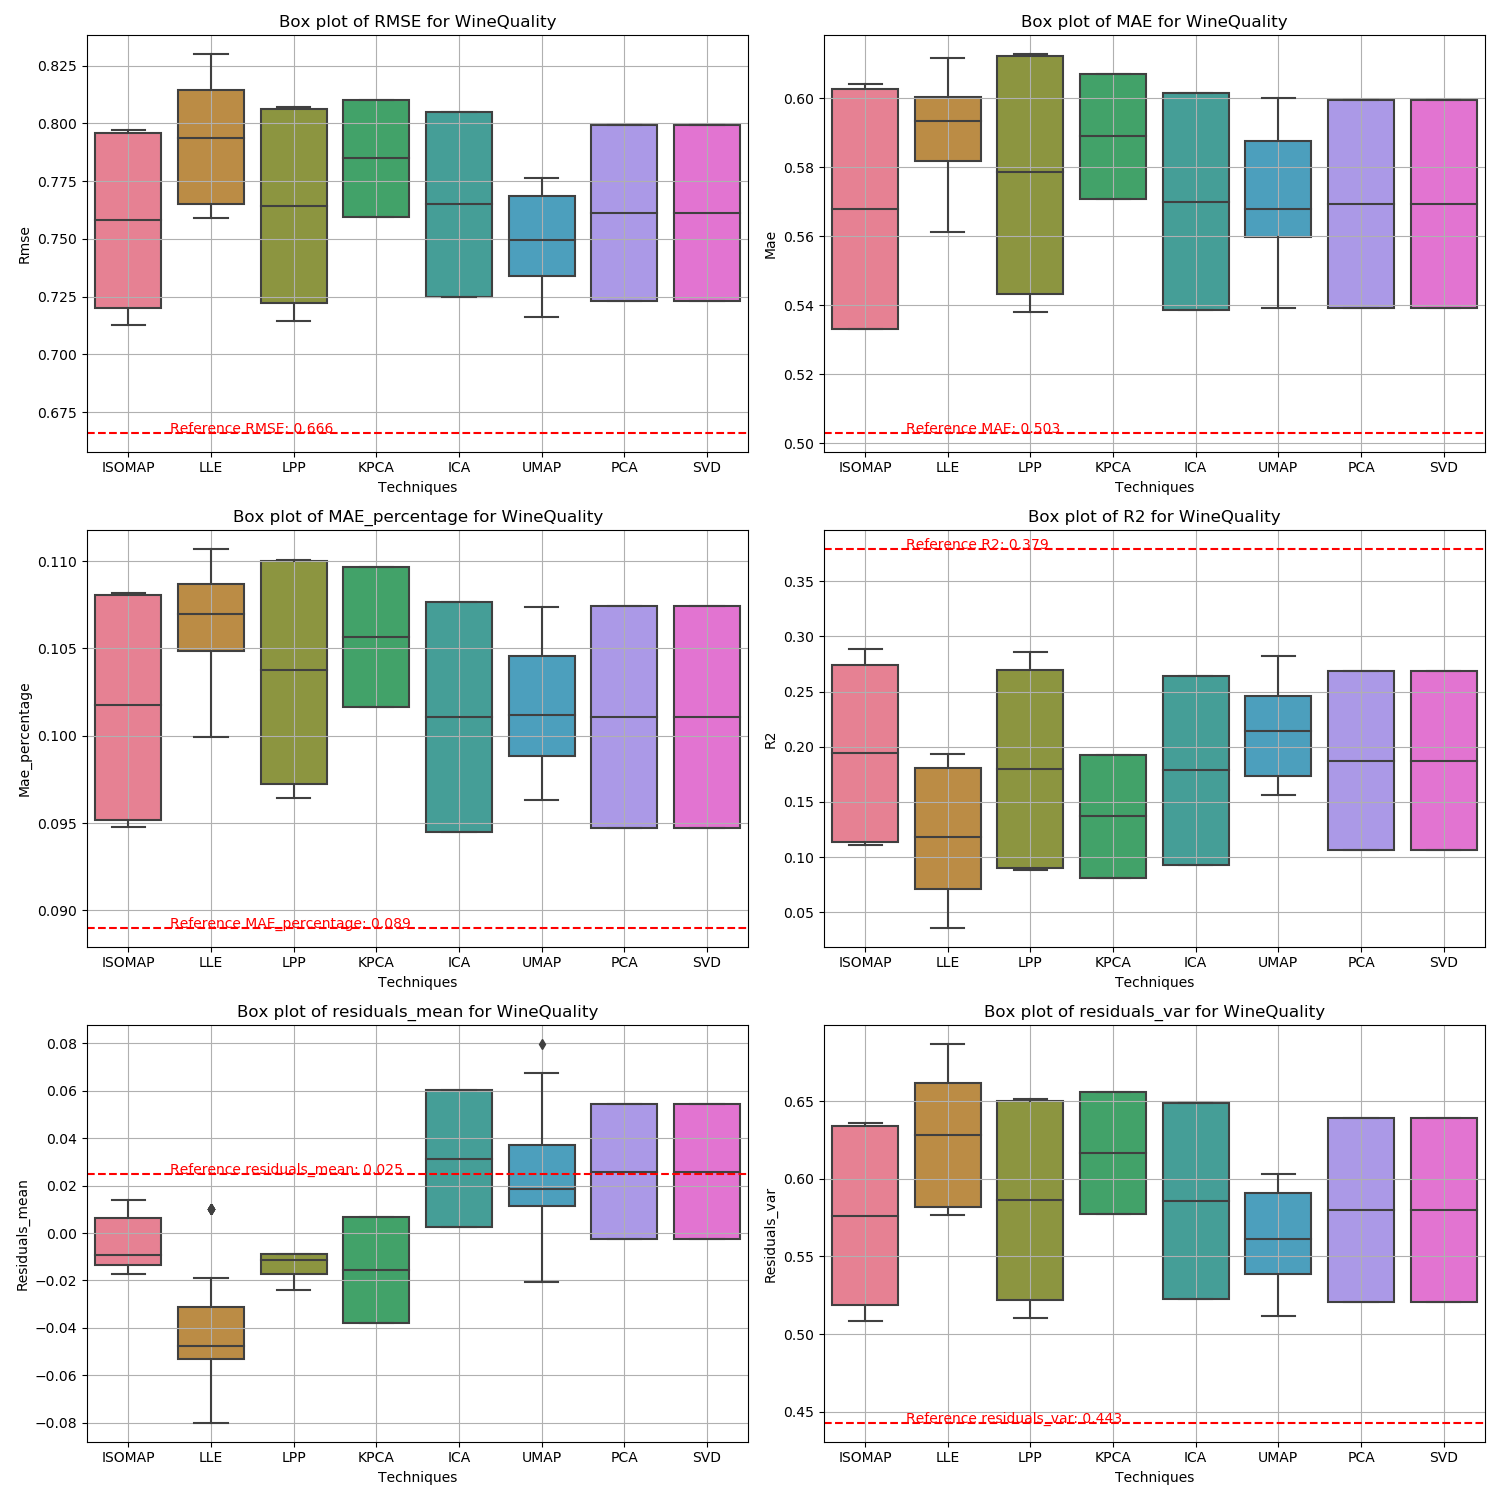 Box plot of RMSE for WineQuality
0.825
0.800
0.775
0.750
0.725
0.700
0.675
Rmse
Reference RMSE: 0.666
ISOMAP LLE LPP KPCA ICA UMAP PCA SVD
Techniques
Box plot of MAE for WineQuality
0.60
0.58
0.56
0.54
0.52
0.50
Mae
Reference MAE: 0.503
ISOMAP LLE LPP KPCA ICA UMAP PCA SVD
Techniques
Box plot of MAE_percentage for WineQuality
0.110
0.105
0.100
0.095
0.090
Mae_percentage
Reference MAE_percentage: 0.089
ISOMAP LLE LPP KPCA ICA UMAP PCA SVD
Techniques
Box plot of R2 for WineQuality
Reference R2: 0.379
0.35
0.30
0.25
0.20
0.15
0.10
0.05
R2
ISOMAP LLE LPP KPCA ICA UMAP PCA SVD
Techniques
Box plot of residuals_mean for WineQuality
0.08
0.06
0.04
0.02
0.00
−0.02
−0.04
−0.06
−0.08
Residuals_mean
Reference residuals_mean: 0.025
ISOMAP LLE LPP KPCA ICA UMAP PCA SVD
Techniques
Box plot of residuals_var for WineQuality
0.65
0.60
0.55
0.50
0.45
Residuals_var
Reference residuals_var: 0.443
ISOMAP LLE LPP KPCA ICA UMAP PCA SVD
Techniques